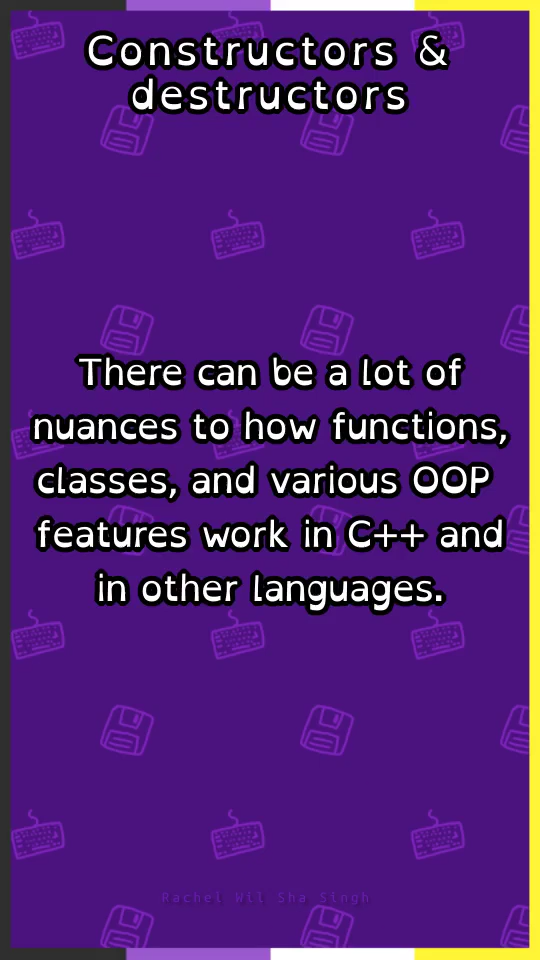 Constructors &
destructors
There can be a lot of
nuances to how functions,
classes, and various OOP
features work in C++ and
in other languages.
Rachel Wil Sha Singh